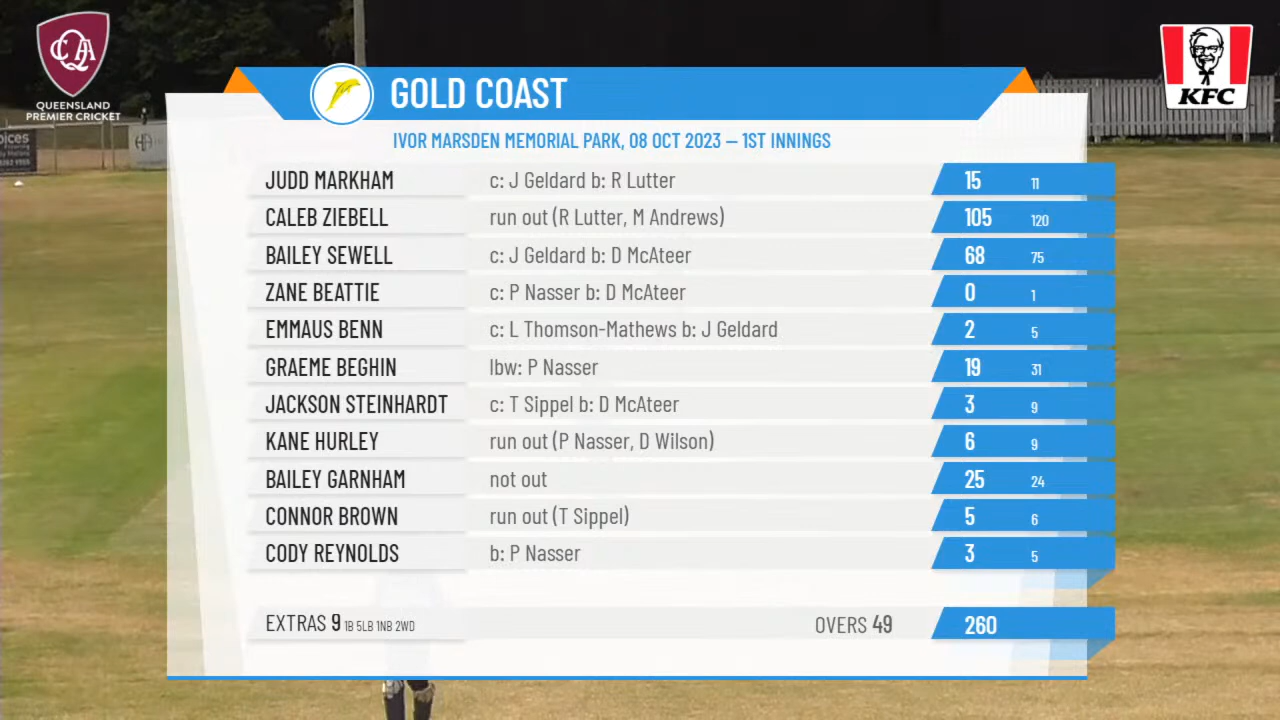 QUEENSLAND
PREMIER CRICKET
KFC
GOLD COAST
IVOR MARSDEN MEMORIAL PARK, 08 OCT 2023 – 1ST INNINGS
JUDD MARKHAM c: J Geldard b: R Lutter 15 11
CALEB ZIEBELL run out (R Lutter, M Andrews) 105 120
BAILEY SEWELL c: J Geldard b: D McAteer 68 75
ZANE BEATTIE c: P Nasser b: D McAteer 0 1
EMMAUS BENN c: L Thomson-Mathews b: J Geldard 2 5
GRAEME BEGHIN lbw: P Nasser 19 31
JACKSON STEINHARDT c: T Sippel b: D McAteer 3 9
KANE HURLEY run out (P Nasser, D Wilson) 6 9
BAILEY GARNHAM not out 25 24
CONNOR BROWN run out (T Sippel) 5 6
CODY REYNOLDS b: P Nasser 3 5
EXTRAS 9 1B 5LB 1NB 2WD OVERS 49 260